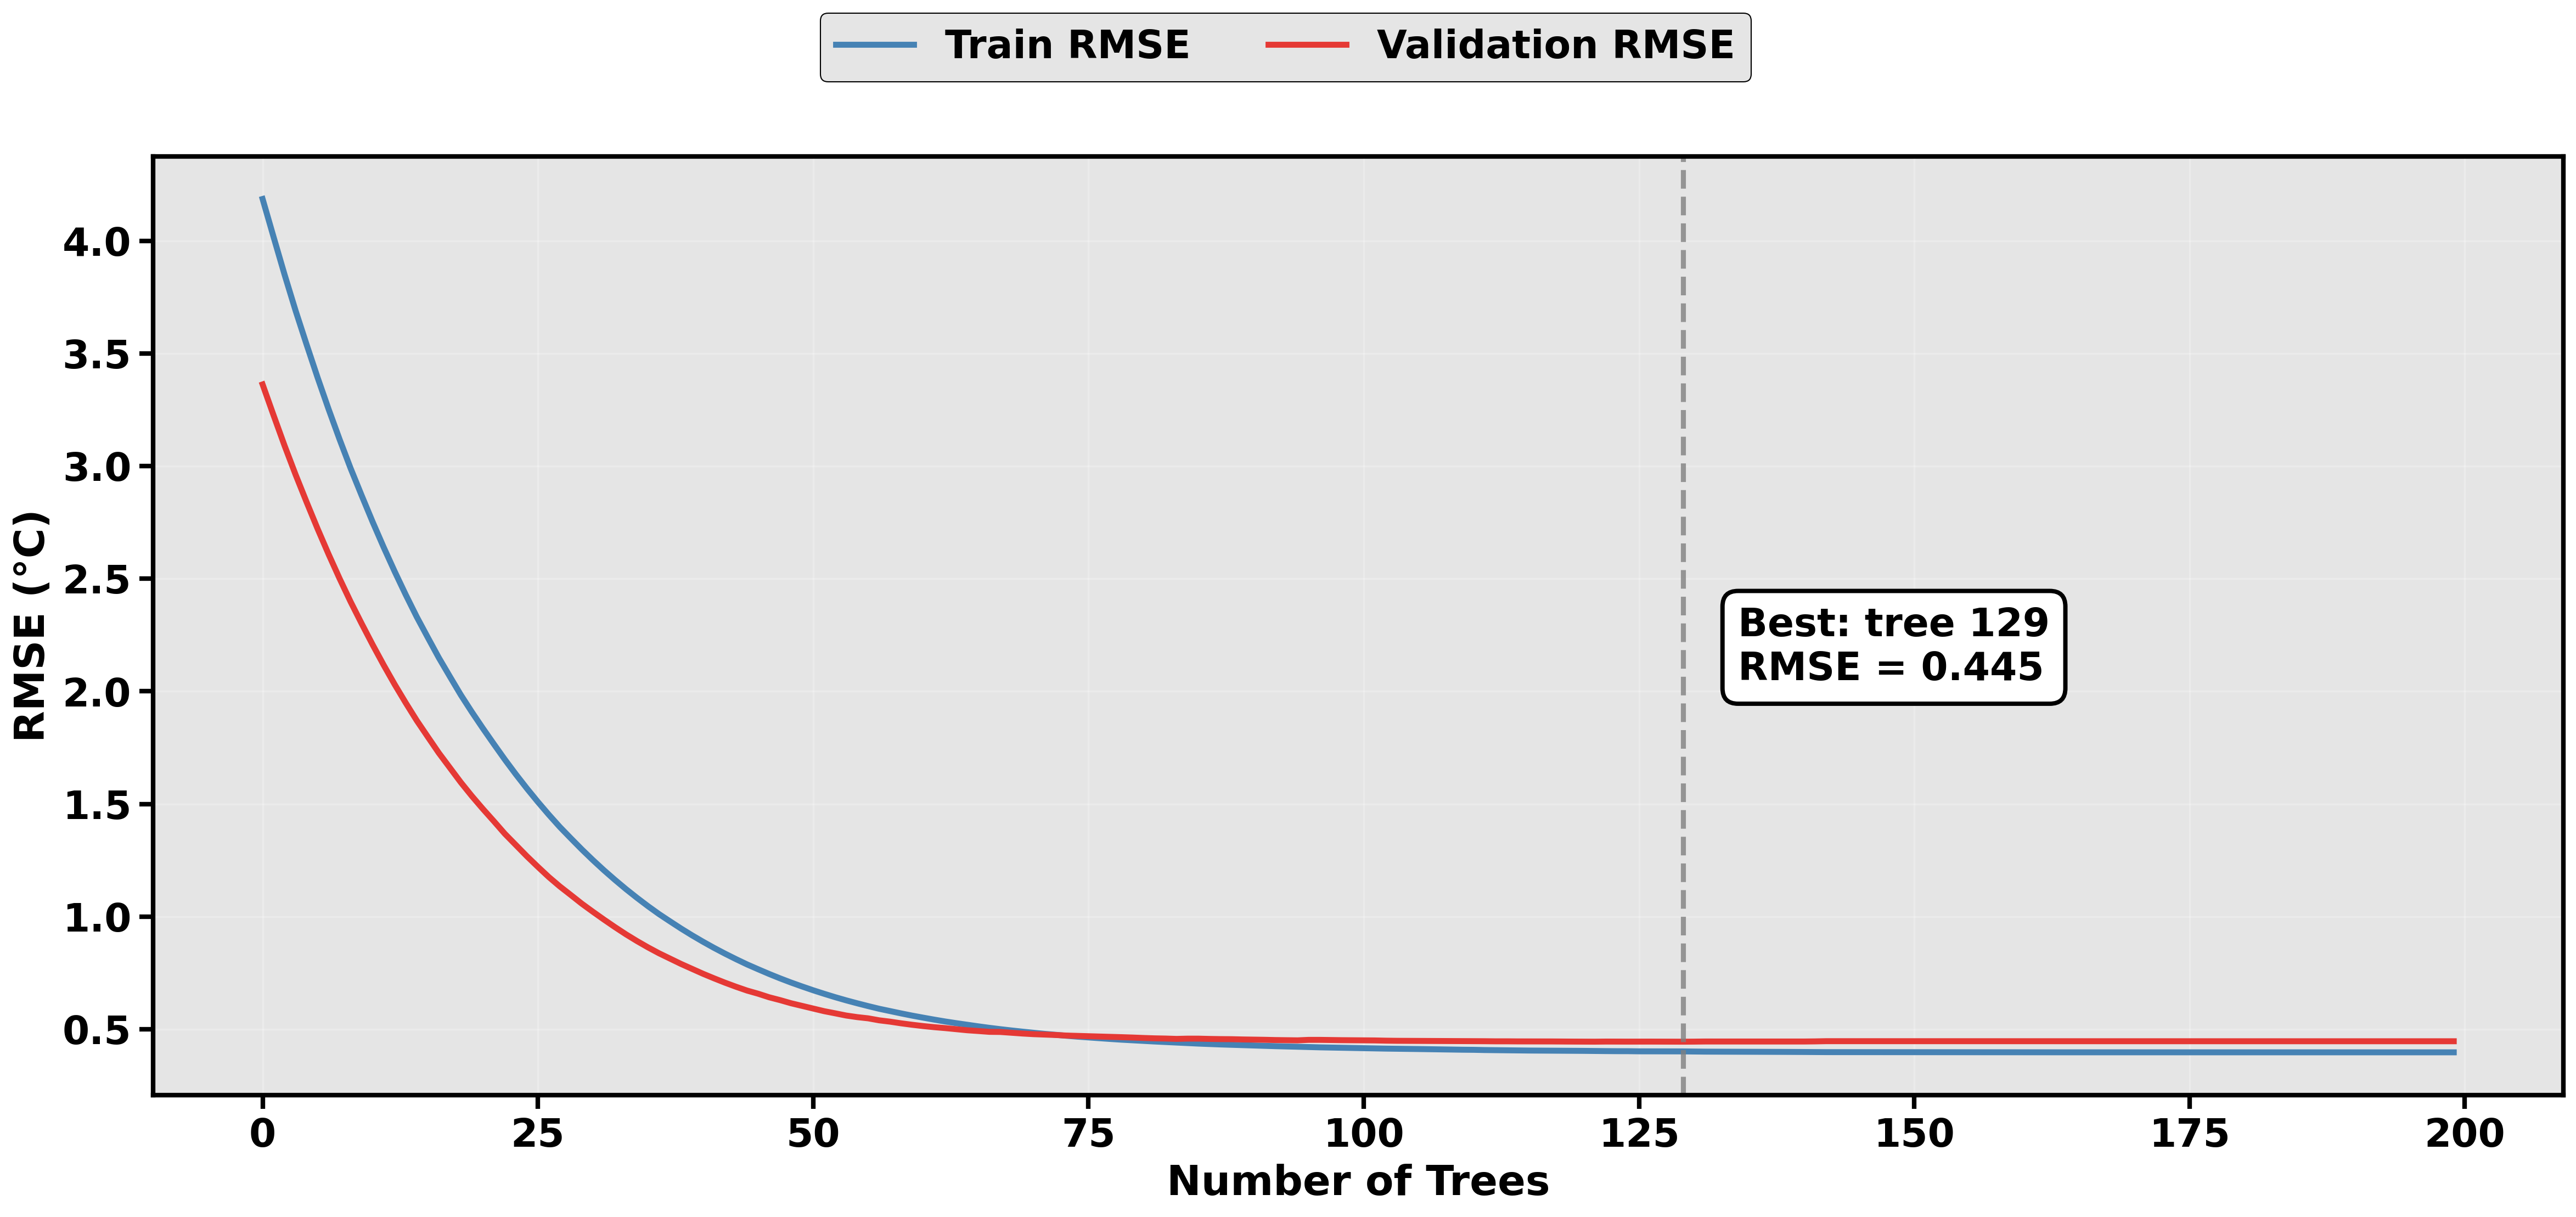 Train RMSE
Validation RMSE
4.0
3.5
3.0
2.5
2.0
1.5
1.0
0.5
RMSE (°C)
Best: tree 129
RMSE = 0.445
0 25 50 75 100 125 150 175 200
Number of Trees